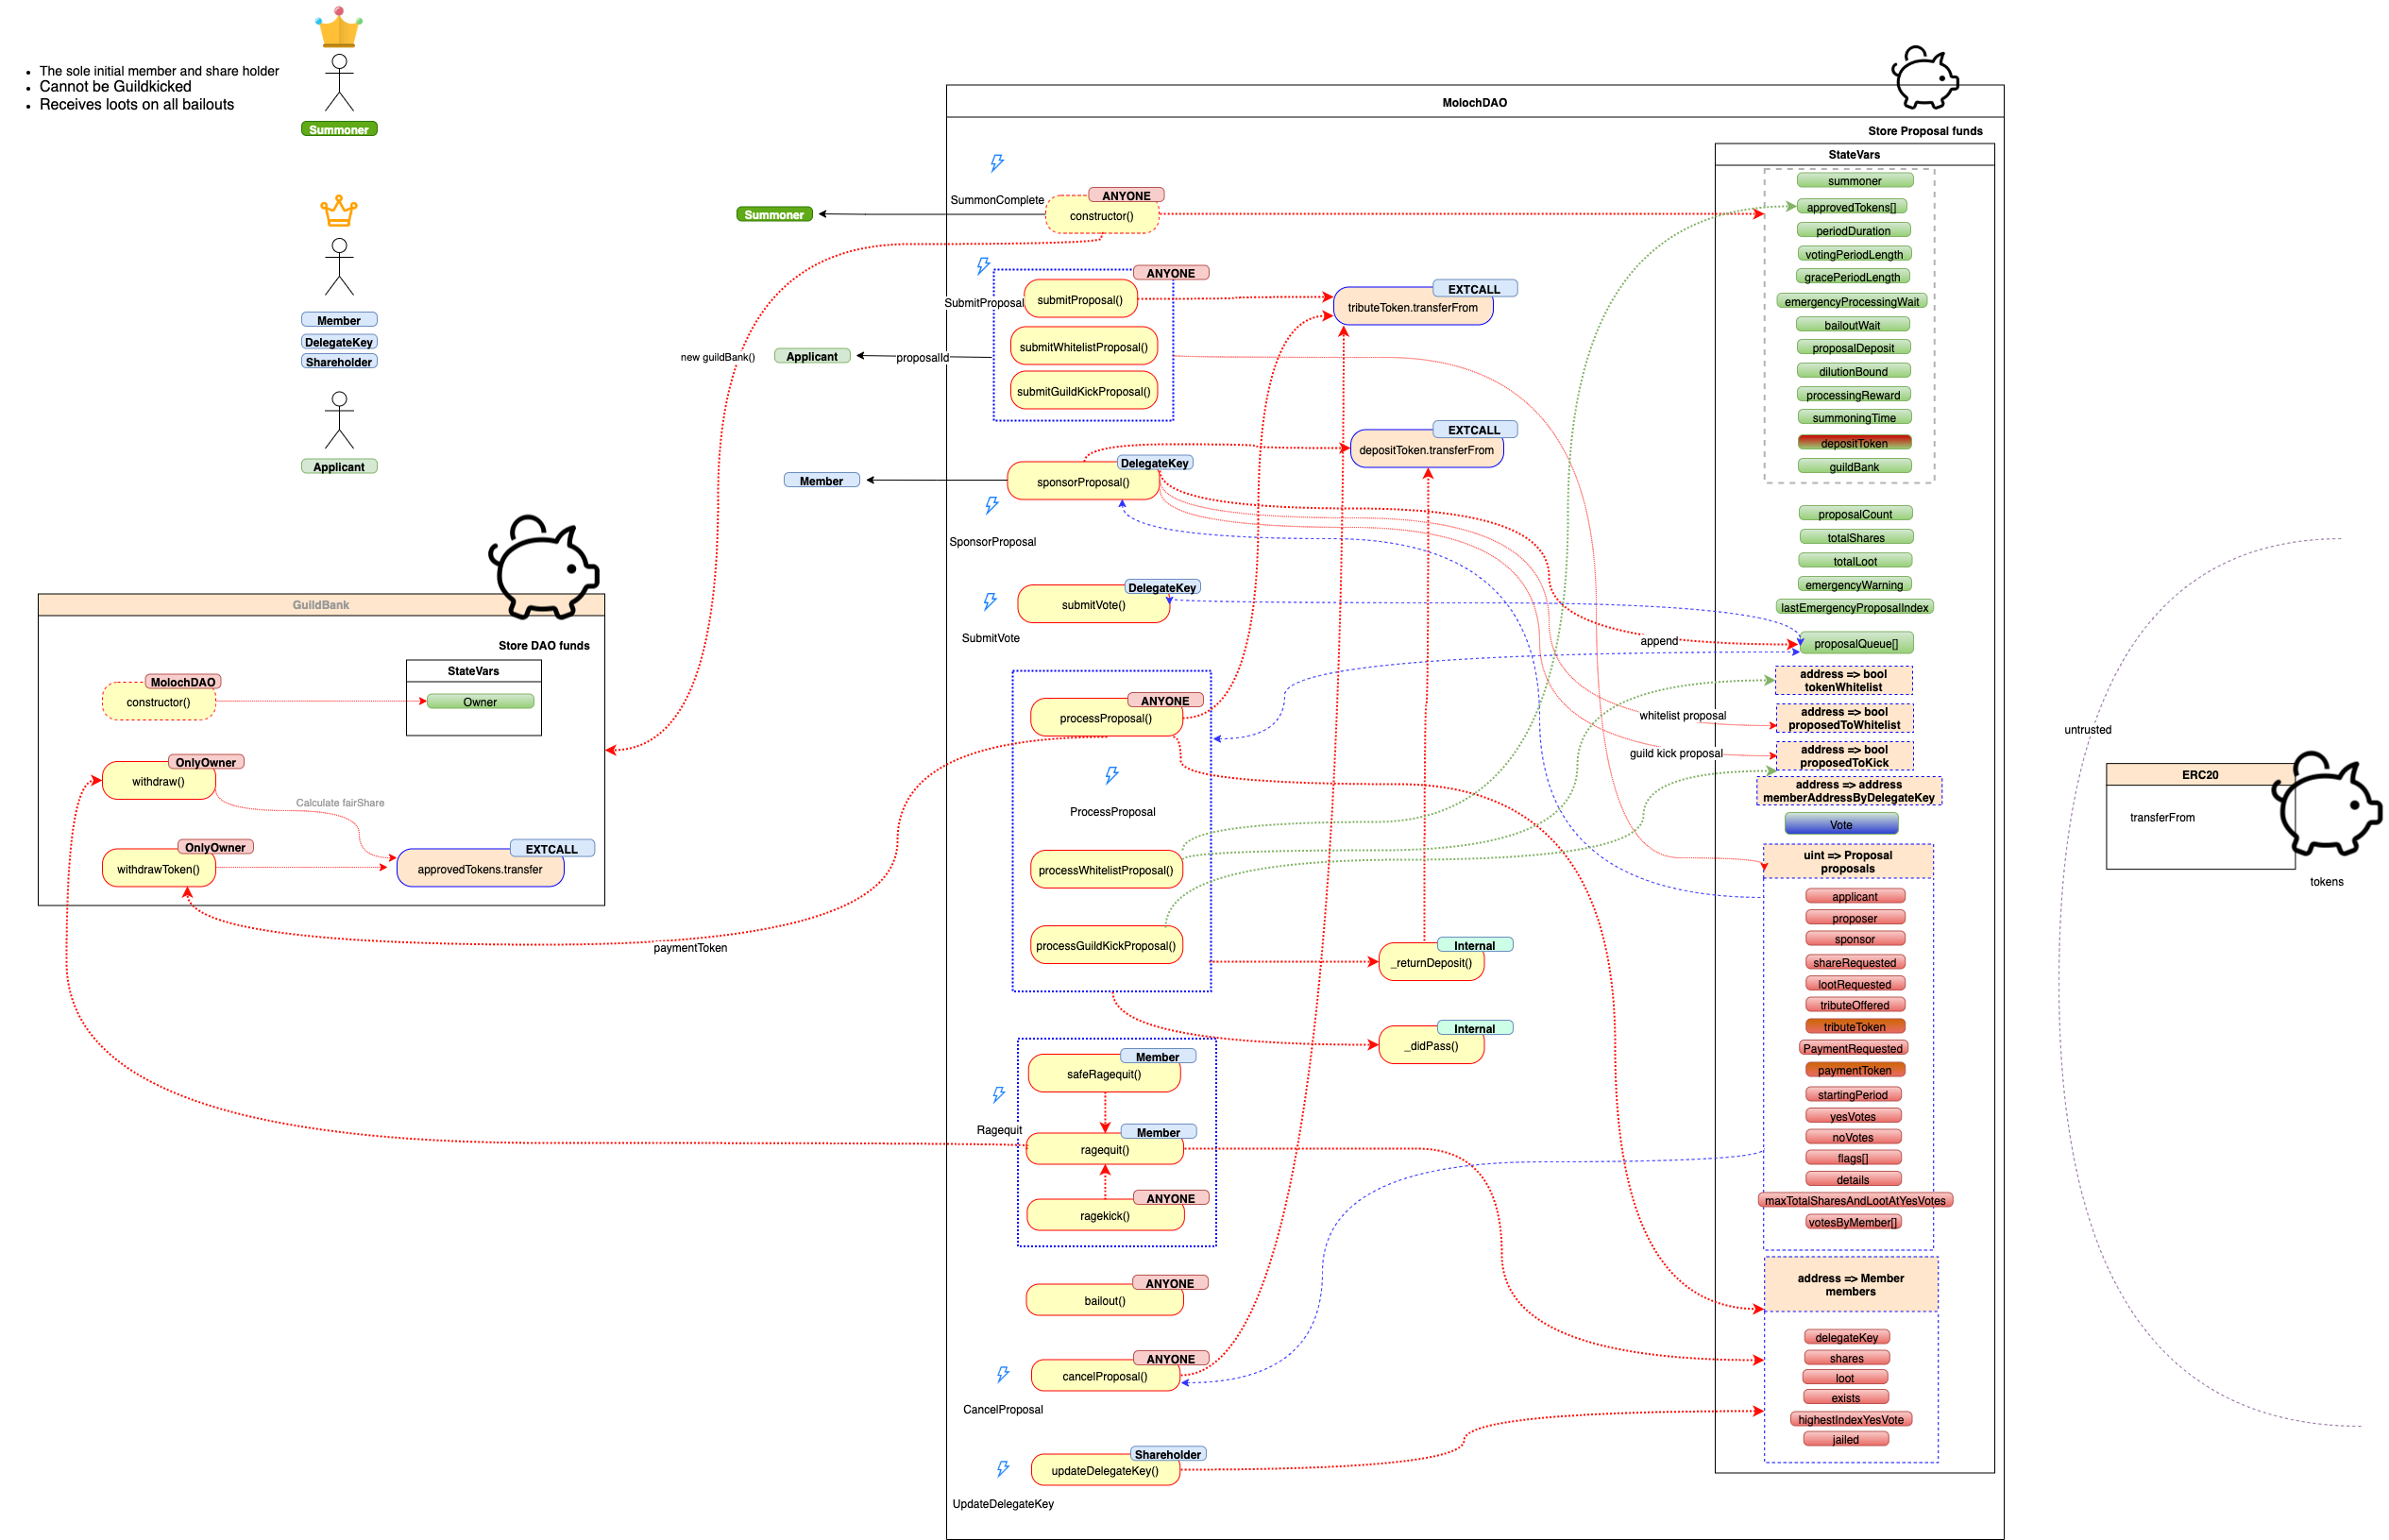 The sole initial member and share holder
Cannot be Guildkicked
Receives loots on all bailouts
Summoner
Member
DelegateKey
Shareholder
Applicant
GuildBank
Store DAO funds
StateVars
Owner
MolochDAO
constructor()
OnlyOwner
withdraw()
Calculate fairShare
OnlyOwner
withdrawToken()
EXTCALL
approvedTokens.transfer
new guildBank()
paymentToken
Summoner
Applicant
proposalId
Member
MolochDAO
Store Proposal funds
SummonComplete
ANYONE
constructor()
SubmitProposal
ANYONE
submitProposal()
submitWhitelistProposal()
submitGuildKickProposal()
EXTCALL
tributeToken.transferFrom
EXTCALL
depositToken.transferFrom
DelegateKey
sponsorProposal()
SponsorProposal
DelegateKey
submitVote()
SubmitVote
ANYONE
processProposal()
ProcessProposal
processWhitelistProposal()
processGuildKickProposal()
Internal
_returnDeposit()
Internal
_didPass()
Member
safeRagequit()
Ragequit
Member
ragequit()
ANYONE
ragekick()
ANYONE
bailout()
ANYONE
cancelProposal()
CancelProposal
Shareholder
updateDelegateKey()
UpdateDelegateKey
append
whitelist proposal
guild kick proposal
StateVars
summoner
approvedTokens[]
periodDuration
votingPeriodLength
gracePeriodLength
emergencyProcessingWait
bailoutWait
proposalDeposit
dilutionBound
processingReward
summoningTime
depositToken
guildBank
proposalCount
totalShares
totalLoot
emergencyWarning
lastEmergencyProposalIndex
proposalQueue[]
address => bool
tokenWhitelist
address => bool
proposedToWhitelist
address => bool
proposedToKick
address => address
memberAddressByDelegateKey
Vote
uint => Proposal
proposals
applicant
proposer
sponsor
shareRequested
lootRequested
tributeOffered
tributeToken
PaymentRequested
paymentToken
startingPeriod
yesVotes
noVotes
flags[]
details
maxTotalSharesAndLootAtYesVotes
votesByMember[]
address => Member
members
delegateKey
shares
loot
exists
highestIndexYesVote
jailed
untrusted
ERC20
transferFrom
tokens